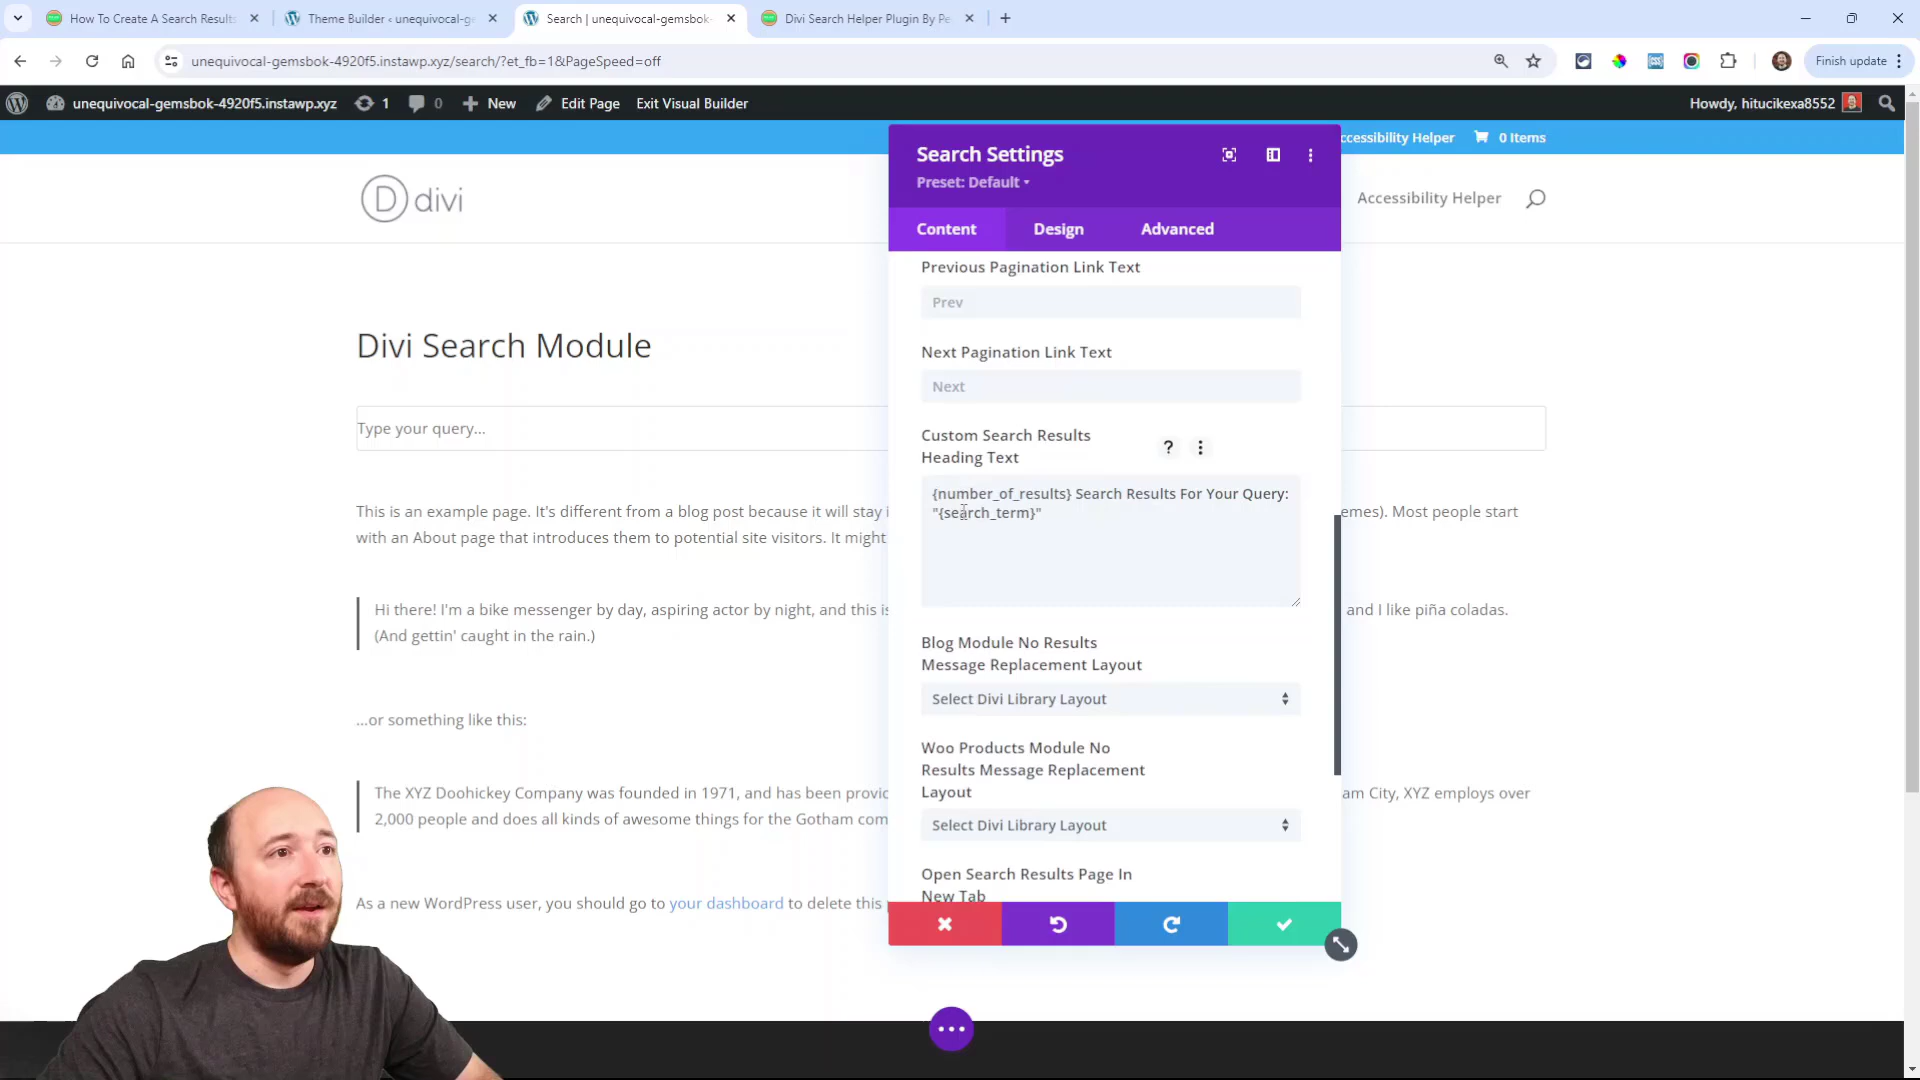 How To Create A Search Results
Theme Builder ‹ unequivocal-ge
Search | unequivocal-gemsbok-
Divi Search Helper Plugin By Pe
unequivocal-gemsbok-4920f5.instawp.xyz/search/?et_fb=1&PageSpeed=off
Finish update
unequivocal-gemsbok-4920f5.instawp.xyz
1
0
New
Edit Page
Exit Visual Builder
Howdy, hitucikexa8552
ccessibility Helper
0 Items
D divi
Accessibility Helper
Search Settings
Preset: Default
Content
Design
Advanced
Previous Pagination Link Text
Prev
Next Pagination Link Text
Next
Custom Search Results
Heading Text
?
{number_of_results} Search Results For Your Query:
"{search_term}"
Blog Module No Results
Message Replacement Layout
Select Divi Library Layout
Woo Products Module No
Results Message Replacement
Layout
Select Divi Library Layout
Open Search Results Page In
New Tab
Divi Search Module
Type your query...
This is an example page. It's different from a blog post because it will stay i emes). Most people start
with an About page that introduces them to potential site visitors. It might
Hi there! I'm a bike messenger by day, aspiring actor by night, and this is and I like piña coladas.
(And gettin' caught in the rain.)
...or something like this:
The XYZ Doohickey Company was founded in 1971, and has been provic am City, XYZ employs over
2,000 people and does all kinds of awesome things for the Gotham com
As a new WordPress user, you should go to your dashboard to delete this p